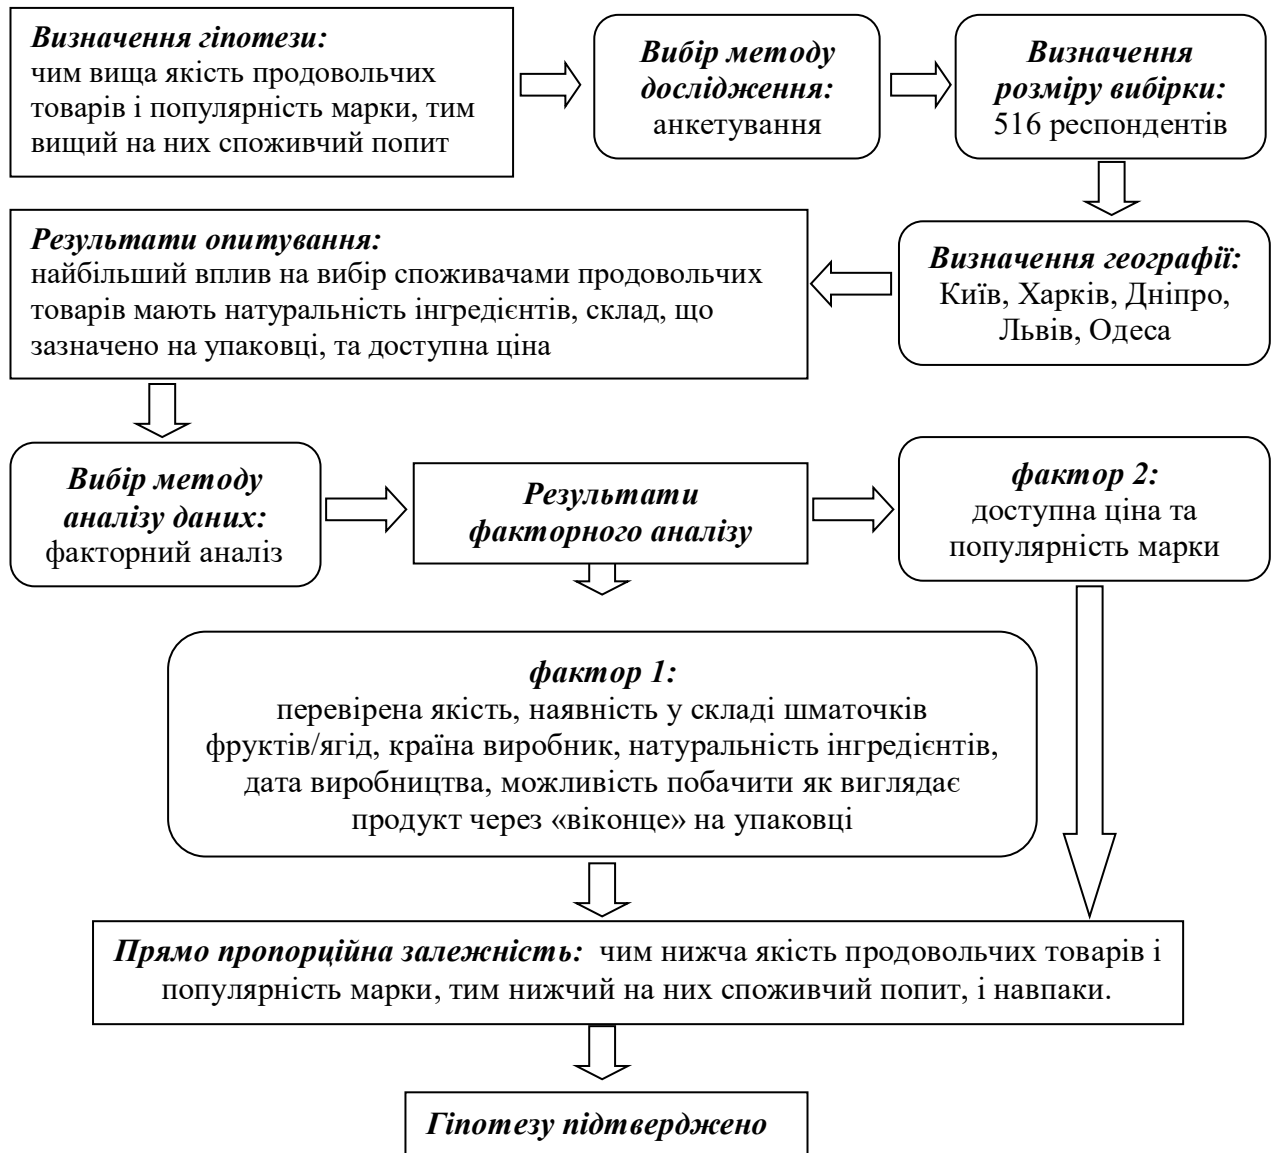 Визначення гіпотези:
чим вища якість продовольчих
товарів і популярність марки, тим
вищий на них споживчий попит
Вибір методу
дослідження:
анкетування
Визначення
розміру вибірки:
516 респондентів
Визначення географії:
Київ, Харків, Дніпро,
Львів, Одеса
Результати опитування:
найбільший вплив на вибір споживачами продовольчих
товарів мають натуральність інгредієнтів, склад, що
зазначено на упаковці, та доступна ціна
Вибір методу
аналізу даних:
факторний аналіз
Результати
факторного аналізу
фактор 2:
доступна ціна та
популярність марки
фактор 1:
перевірена якість, наявність у складі шматочків
фруктів/ягід, країна виробник, натуральність інгредієнтів,
дата виробництва, можливість побачити як виглядає
продукт через «віконце» на упаковці
Прямо пропорційна залежність: чим нижча якість продовольчих товарів і
популярність марки, тим нижчий на них споживчий попит, і навпаки.
Гіпотезу підтверджено